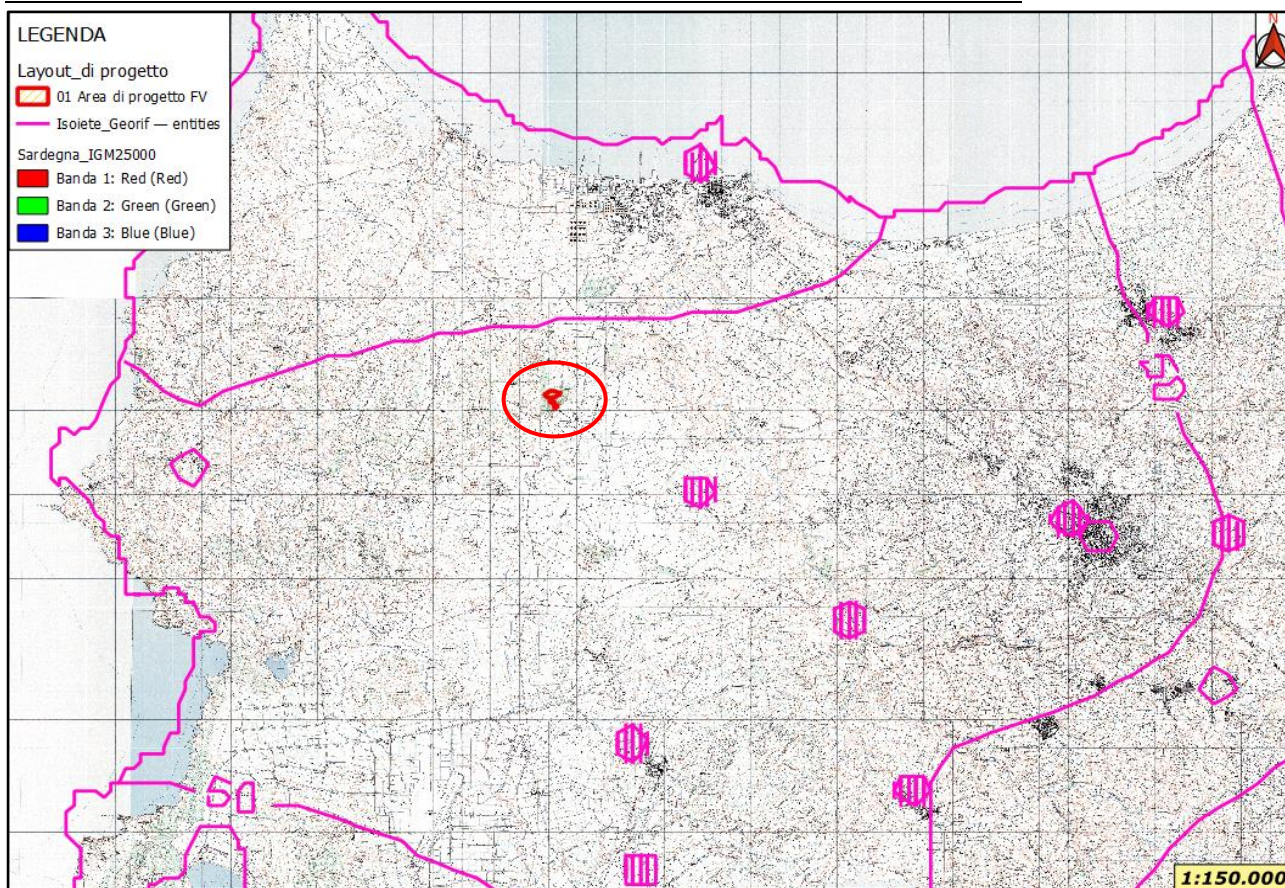 LEGENDA
Layout_di progetto
01 Area di progetto FV
Isoiete_Georif — entities
Sardegna_IGM25000
Banda 1: Red (Red)
Banda 2: Green (Green)
Banda 3: Blue (Blue)
N
50
1:150.000